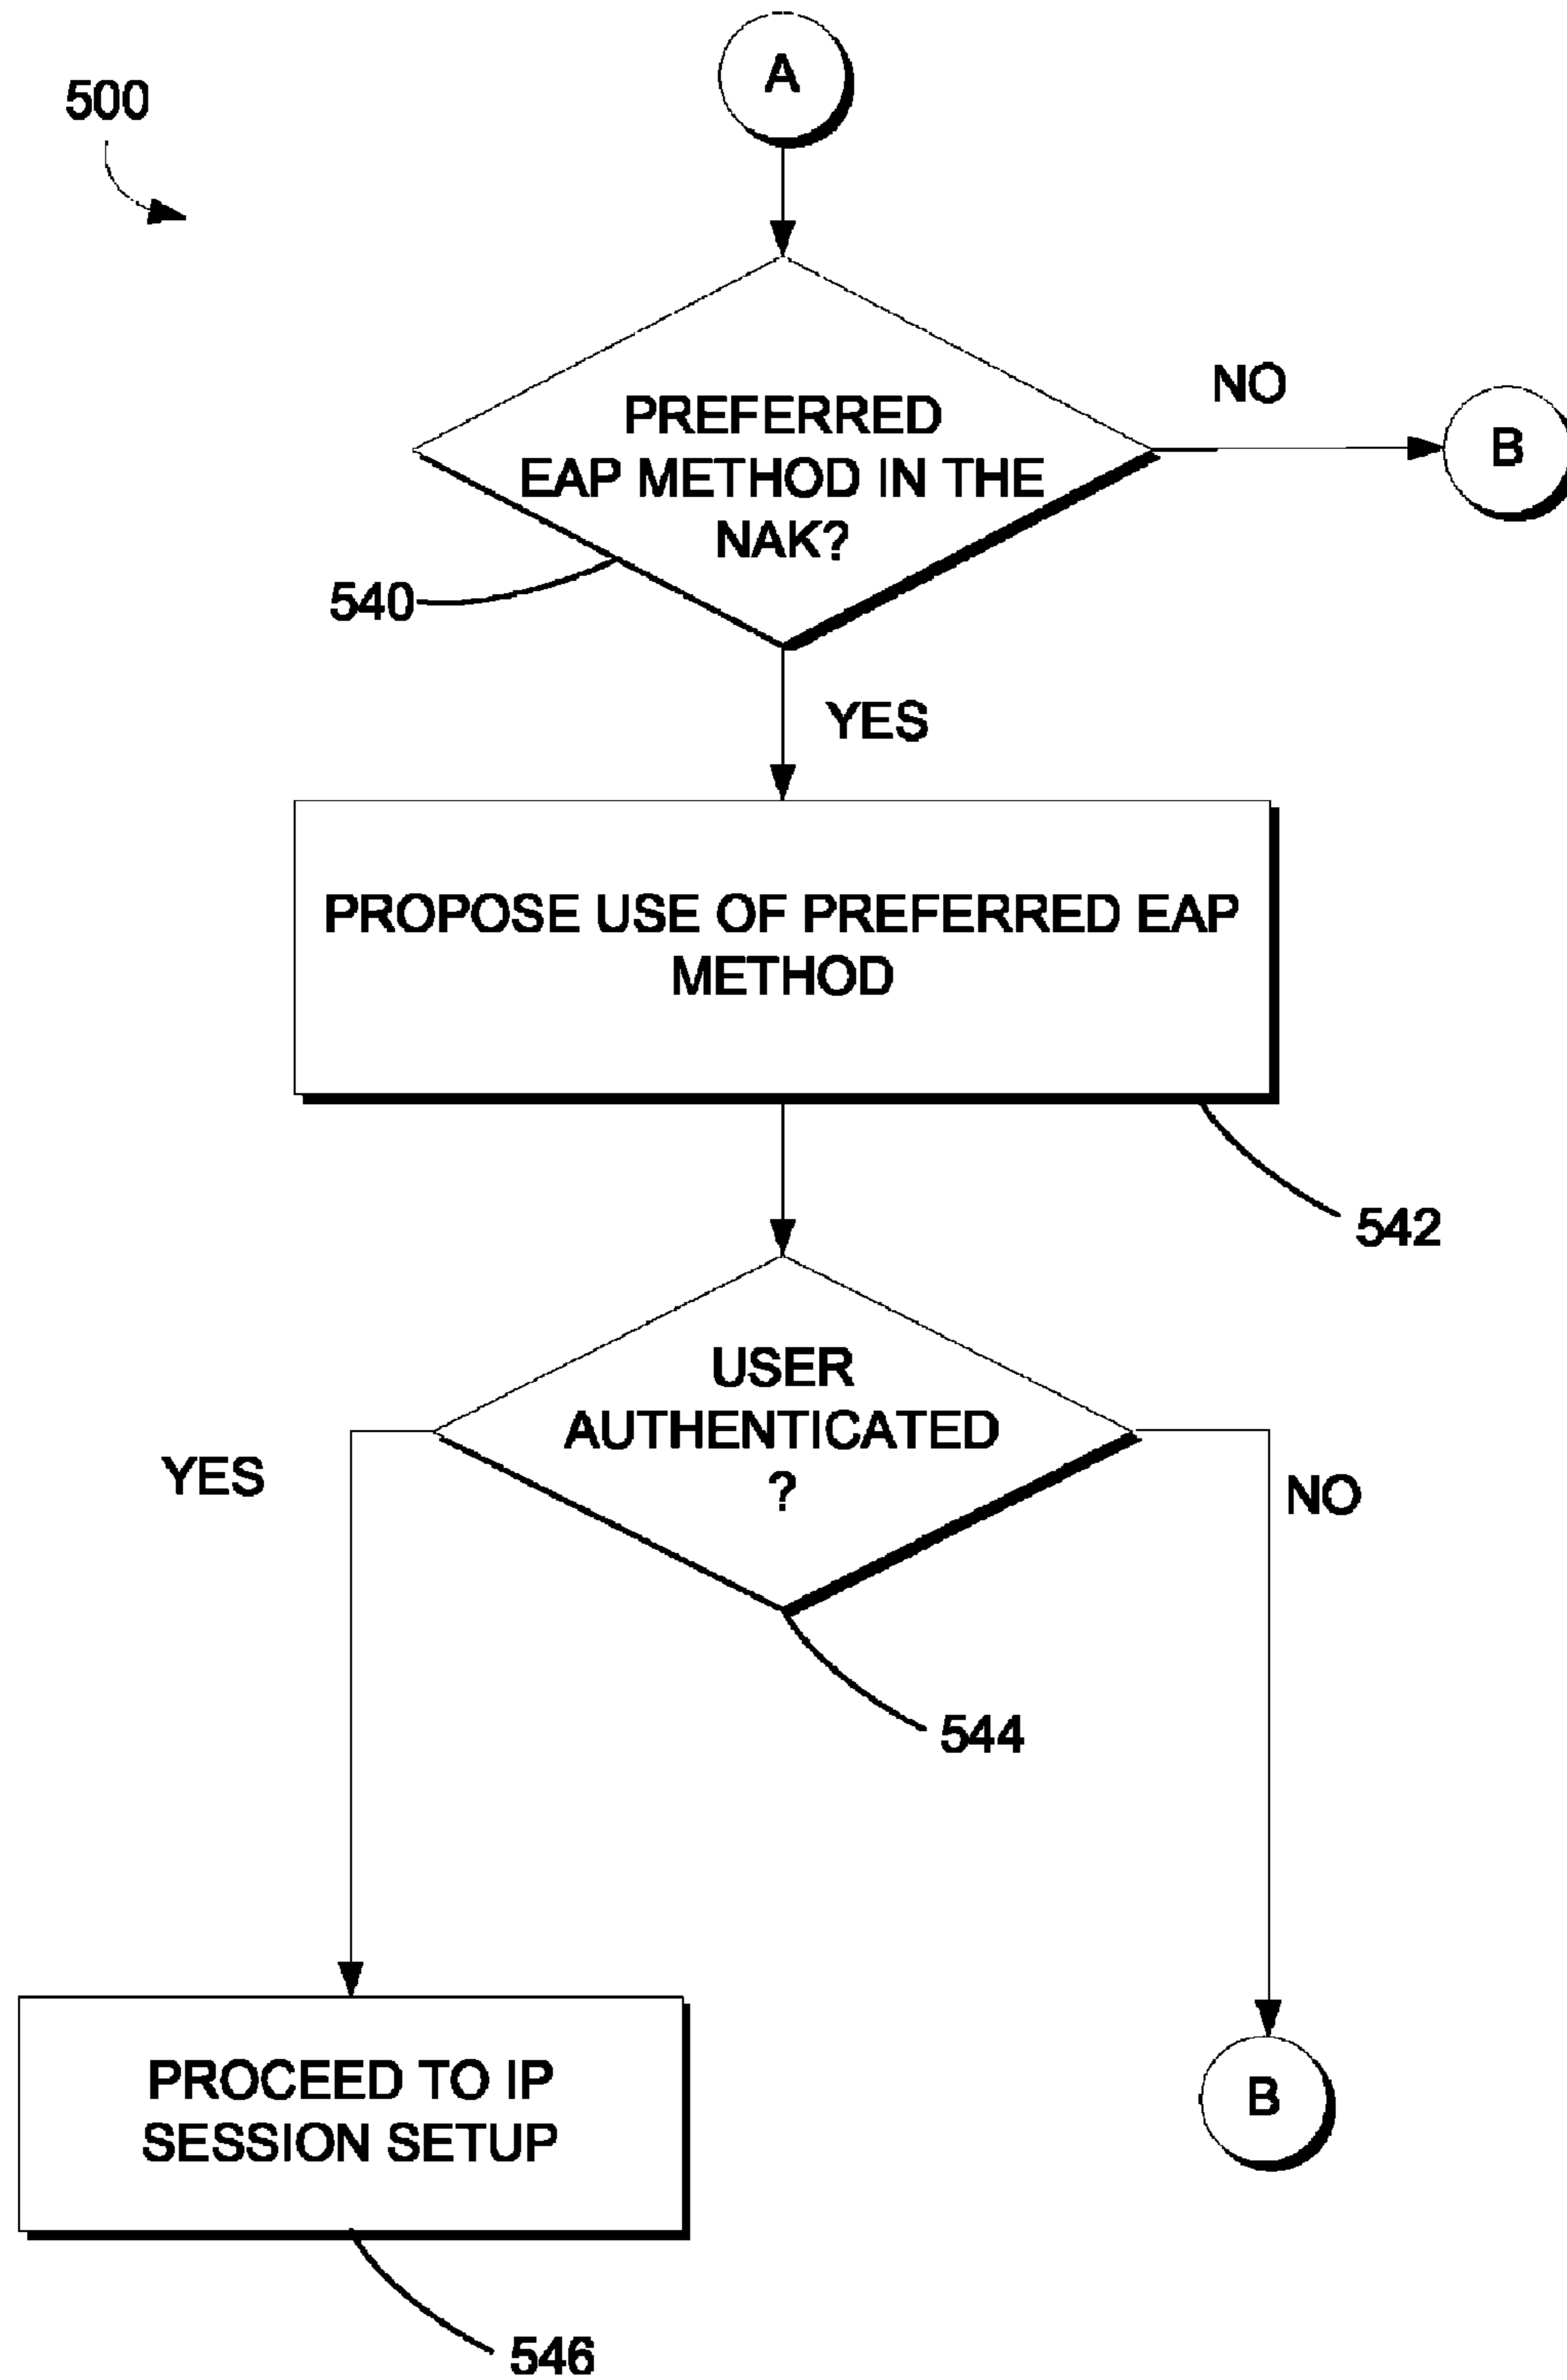 A
500
NO
PREFERRED
EAP METHOD IN THE
NAK?
B
540
YES
PROPOSE USE OF PREFERRED EAP
METHOD
542
USER
AUTHENTICATED
?
YES
NO
544
PROCEED TO IP
SESSION SETUP
B
546